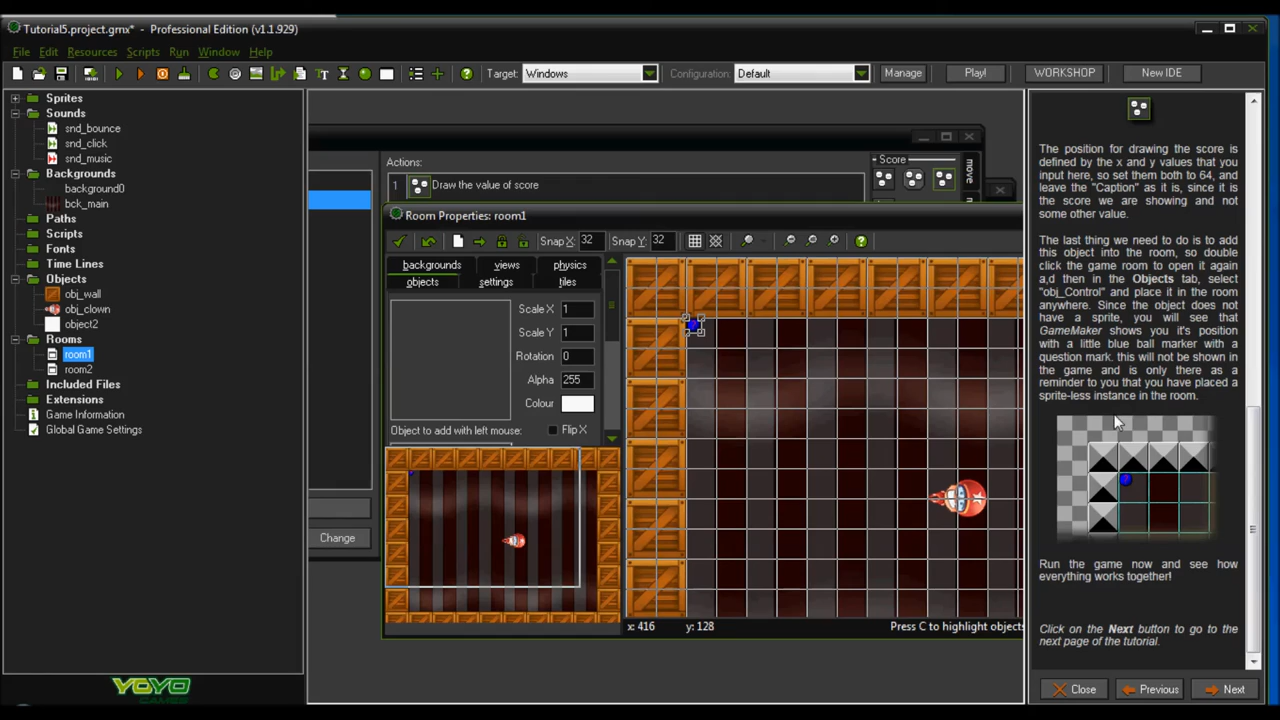 Tutorial5.project.gmx* - Professional Edition (v1.1.929)
File Edit Resources Scripts Run Window Help
Target: Windows Configuration: Default Manage Play! WORKSHOP New IDE
Sprites
Sounds
snd_bounce
snd_click
snd_music
Backgrounds
background0
bck_main
Paths
Scripts
Fonts
Time Lines
Objects
obj_wall
obj_clown
object2
Rooms
room1
room2
Included Files
Extensions
Game Information
Global Game Settings
YOYO
GAMES
Change
Actions:
1 Draw the value of score
Score
move
Room Properties: room1
Snap X: 32 Snap Y: 32
backgrounds views physics
objects settings tiles
Scale X 1
Scale Y 1
Rotation 0
Alpha 255
Colour
Object to add with left mouse: Flip X
x: 416 y: 128 Press C to highlight objects
The position for drawing the score is
defined by the x and y values that you
input here, so set them both to 64, and
leave the "Caption" as it is, since it is
the score we are showing and not
some other value.
The last thing we need to do is to add
this object into the room, so double
click the game room to open it again
a,d then in the Objects tab, select
"obj_Control" and place it in the room
anywhere. Since the object does not
have a sprite, you will see that
GameMaker shows you it's position
with a little blue ball marker with a
question mark. this will not be shown in
the game and is only there as a
reminder to you that you have placed a
sprite-less instance in the room.
Run the game now and see how
everything works together!
Click on the Next button to go to the
next page of the tutorial.
Close Previous Next